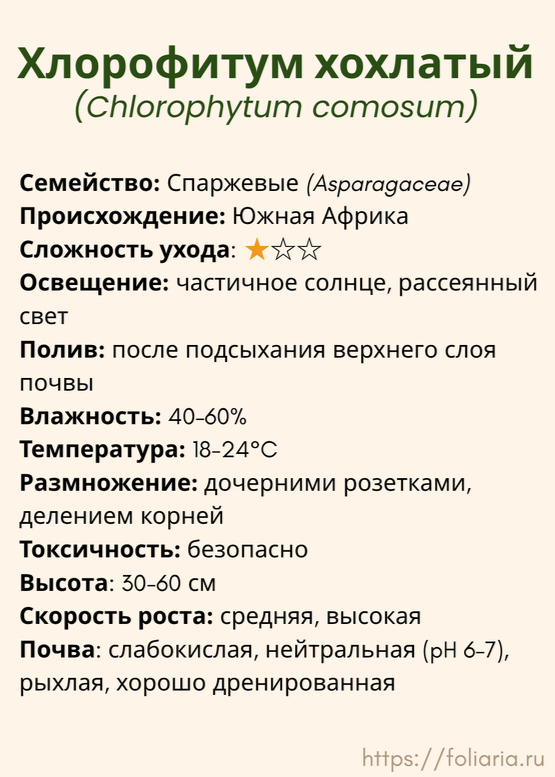 Хлорофитум хохлатый
(Chlorophytum comosum)
Семейство: Спаржевые (Asparagaceae)
Происхождение: Южная Африка
Сложность ухода: ★☆☆
Освещение: частичное солнце, рассеянный
свет
Полив: после подсыхания верхнего слоя
почвы
Влажность: 40-60%
Температура: 18-24°C
Размножение: дочерними розетками,
делением корней
Токсичность: безопасно
Высота: 30-60 см
Скорость роста: средняя, высокая
Почва: слабокислая, нейтральная (pH 6-7),
рыхлая, хорошо дренированная
https://foliaria.ru